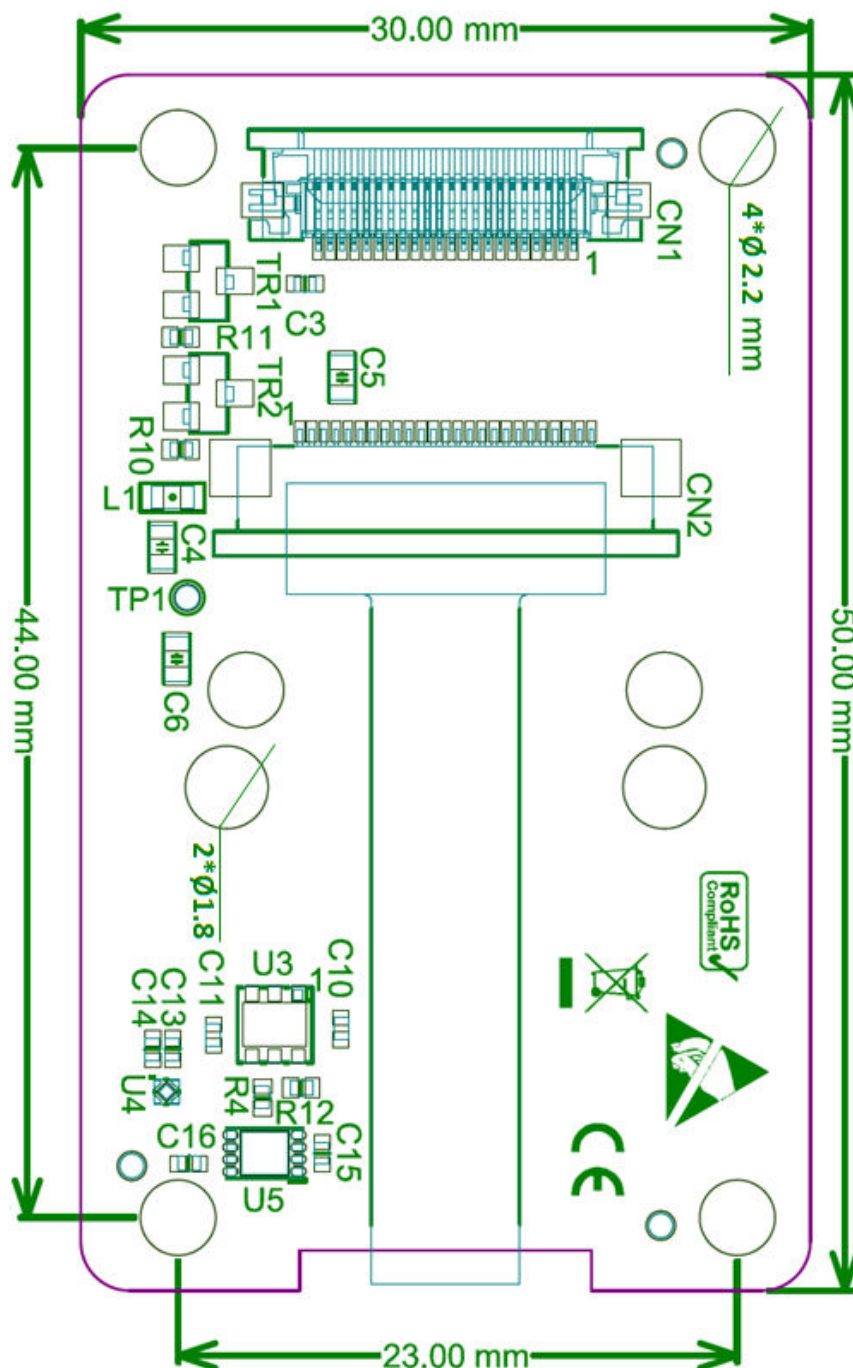 30.00 mm
CN1
4*Ø2.2 mm
1
TR1
C3
R11
C5
TR2
1
R10
L1
CN2
C4
TP1
44.00 mm
50.00 mm
C6
2*Ø1.8
RoHS
Compliant
C11
U3
1
C10
C14
C13
U4
R4
R12
C16
C15
U5
CE
23.00 mm